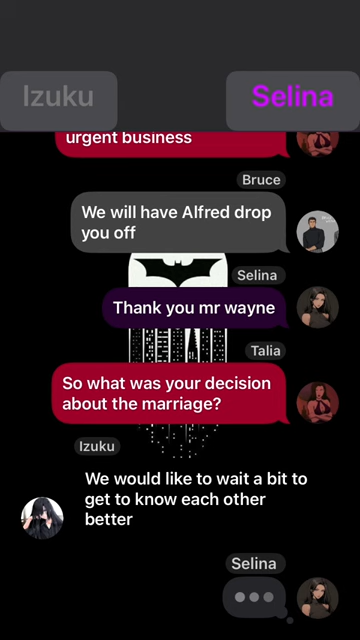 Izuku
Selina
urgent business
Bruce
We will have Alfred drop
you off
Selina
Thank you mr wayne
Talia
So what was your decision
about the marriage?
Izuku
We would like to wait a bit to
get to know each other
better
Selina